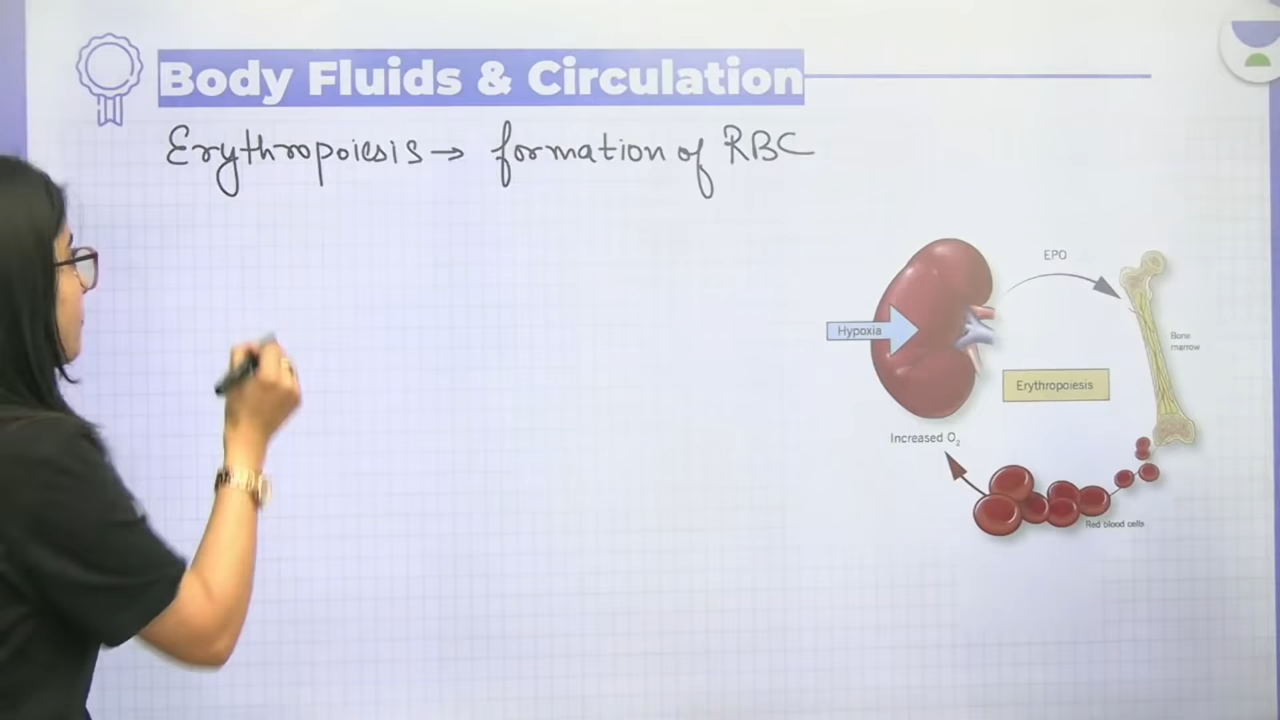 Body Fluids & Circulation
Erythropoiesis → formation of RBC
EPO
Hypoxia
Bone
marrow
Erythropoiesis
Increased O₂
Red blood cells